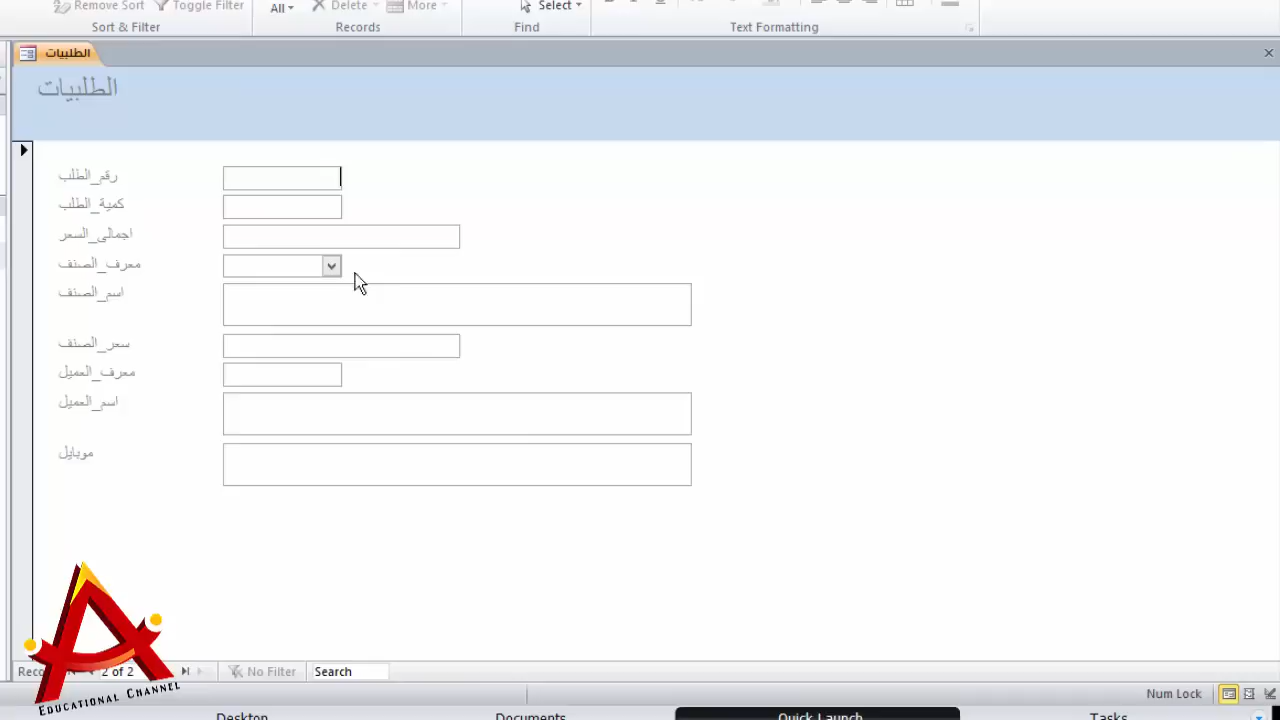 Remove Sort Toggle Filter
All Delete More
Select
Sort & Filter Records Find Text Formatting
الطلبيات
الطلبيات
رقم_الطلب
كمية_الطلب
اجمالى_السعر
معرف_الصنف
اسم_الصنف
سعر_الصنف
معرف_العميل
اسم_العميل
موبايل
2 of 2 No Filter Search
EDUCATIONAL CHANNEL
Num Lock
Desktop Documents Quick Launch Tasks